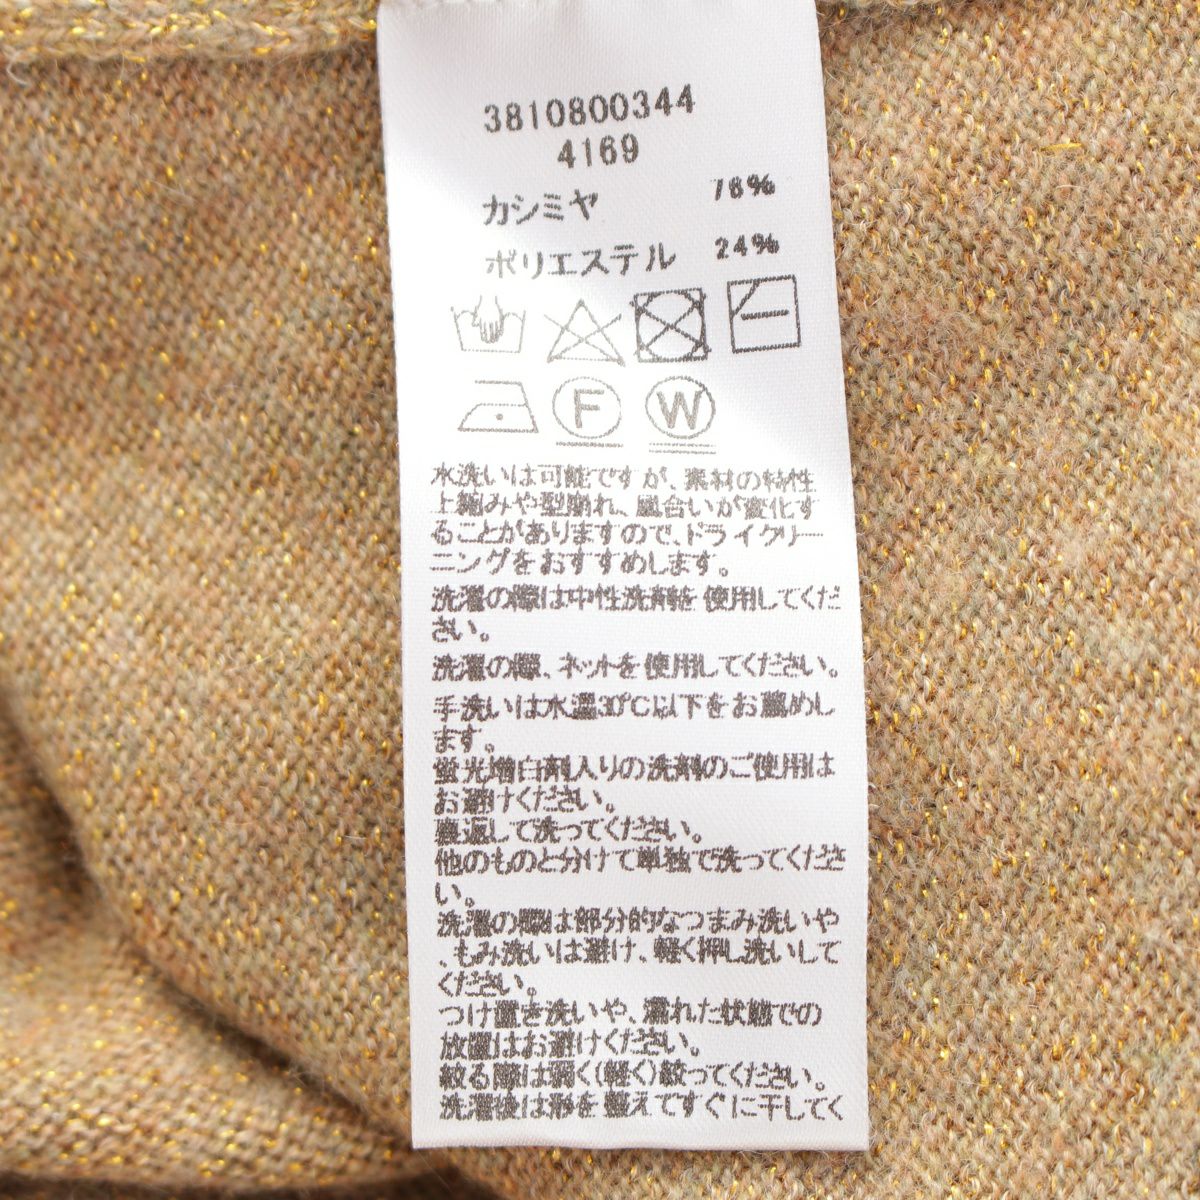 3810800344
4169
カシミヤ 76%
ポリエステル 24%
F W
水洗いは可能ですが、素材の特性
上縮みや型崩れ、風合いが変化す
ることがありますので、ドライクリー
ニングをおすすめします。
洗濯の際は中性洗剤を使用してくだ
さい。
洗濯の際、ネットを使用してください。
手洗いは水温30℃以下をお薦めし
ます。
蛍光増白剤入りの洗剤のご使用は
お避けください。
裏返して洗ってください。
他のものと分けて単独で洗ってくださ
い。
洗濯の際は部分的なつまみ洗いや
、もみ洗いは避け、軽く押し洗いして
ください。
つけ置き洗いや、濡れた状態での
放置はお避けください。
絞る際は弱く(軽く)絞ってください。
洗濯後は形を整えてすぐに干してく